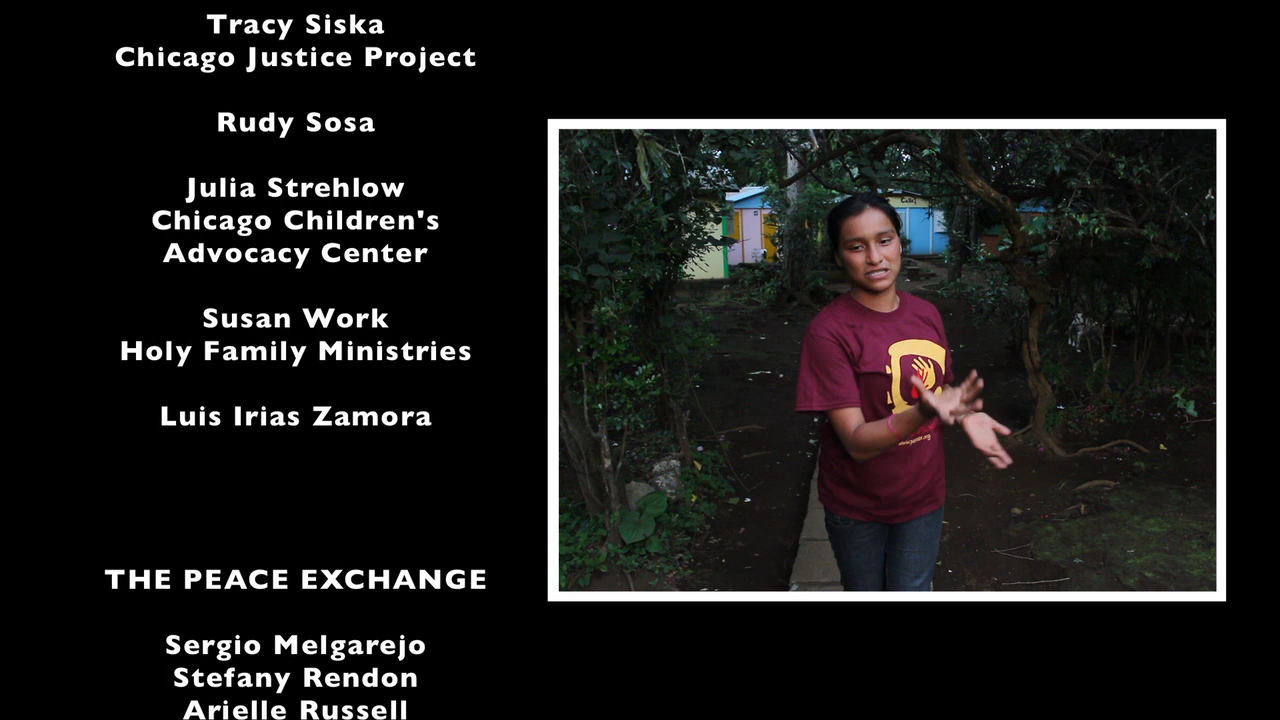 Tracy Siska
Chicago Justice Project
Rudy Sosa
Julia Strehlow
Chicago Children's
Advocacy Center
Susan Work
Holy Family Ministries
Luis Irias Zamora
THE PEACE EXCHANGE
Sergio Melgarejo
Stefany Rendon
Arielle Russell